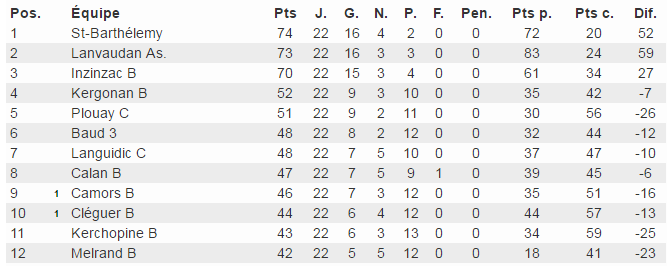 Pos. Équipe Pts J. G. N. P. F. Pen. Pts p. Pts c. Dif.
1 St-Barthélemy 74 22 16 4 2 0 0 72 20 52
2 Lanvaudan As. 73 22 16 3 3 0 0 83 24 59
3 Inzinzac B 70 22 15 3 4 0 0 61 34 27
4 Kergonan B 52 22 9 3 10 0 0 35 42 -7
5 Plouay C 51 22 9 2 11 0 0 30 56 -26
6 Baud 3 48 22 8 2 12 0 0 32 44 -12
7 Languidic C 48 22 7 5 10 0 0 37 47 -10
8 Calan B 47 22 7 5 9 1 0 39 45 -6
9 1 Camors B 46 22 7 3 12 0 0 35 51 -16
10 1 Cléguer B 44 22 6 4 12 0 0 44 57 -13
11 Kerchopine B 43 22 6 3 13 0 0 34 59 -25
12 Melrand B 42 22 5 5 12 0 0 18 41 -23